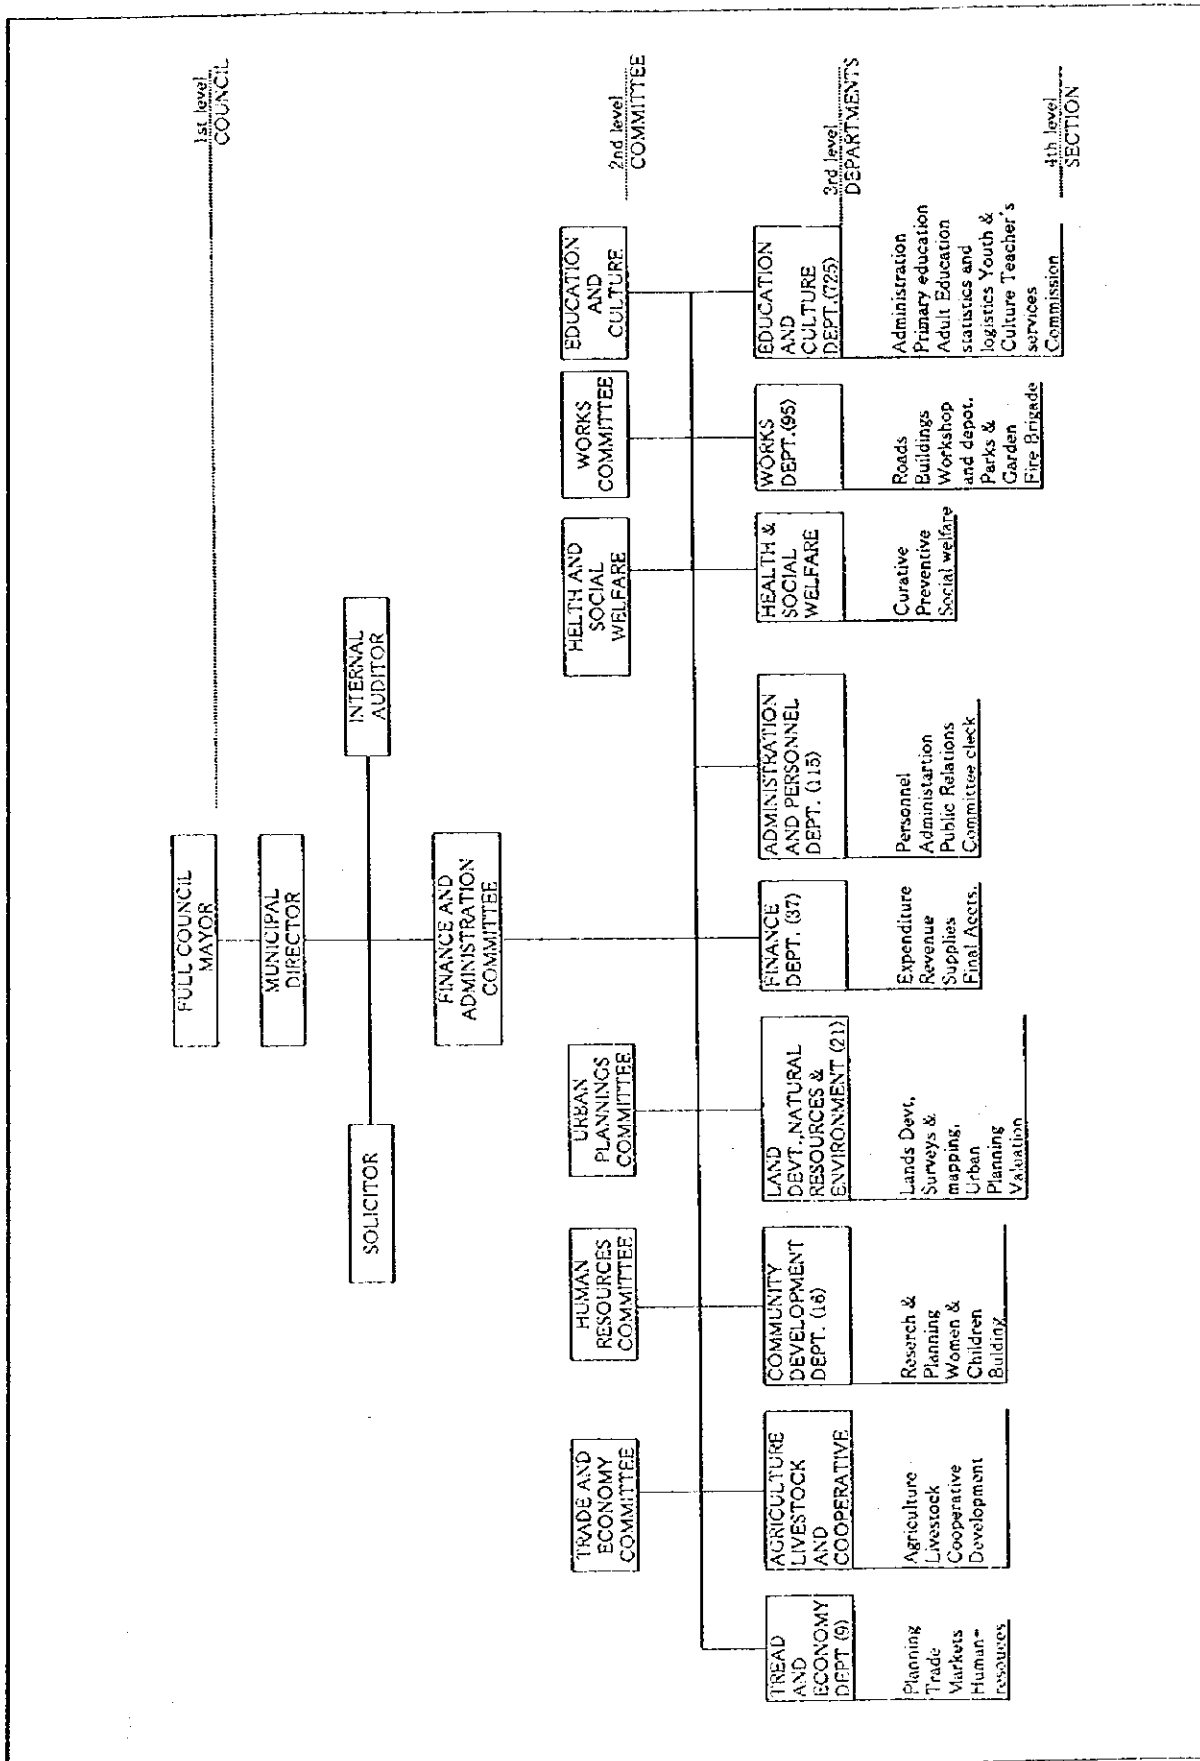 1st level
COUNCIL
FULL COUNCIL
MAYOR
MUNICIPAL
DIRECTOR
SOLICITOR
INTERNAL
AUDITOR
FINANCE AND
ADMINISTRATION
COMMITTEE
2nd level
COMMITTEE
TRADE AND
ECONOMY
COMMITTEE
HUMAN
RESOURCES
COMMITTEE
URBAN
PLANNINGS
COMMITTEE
HELTH AND
SOCIAL
WELFARE
WORKS
COMMITTEE
EDUCATION
AND
CULTURE
3rd level
DEPARTMENTS
TREAD
AND
ECONOMY
DEPT (9)
AGRICULTURE
LIVESTOCK
AND
COOPERATIVE
COMMUNITY
DEVELOPMENT
DEPT. (16)
LAND
DEVT.,NATURAL
RESOURCES &
ENVIRONMENT (21)
FINANCE
DEPT. (37)
ADMINISTRATION
AND PERSONNEL
DEPT. (115)
HEALTH &
SOCIAL
WELFARE
WORKS
DEPT.(95)
EDUCATION
AND
CULTURE
DEPT.(725)
4th level
SECTION
Planning
Trade
Markets
Human-
resouces
Agriculture
Livestock
Cooperative
Development
Reserch &
Planning
Women &
Children
Bulding
Lands Devt,
Surveys &
mapping,
Urban
Planning
Valuation
Expenditure
Revenue
Supplies
Final Accts.
Personnel
Administartion
Public Relations
Committee cleck
Curative
Preventive
Social welfare
Roads
Buildings
Workshop
and depot,
Parks &
Garden
Fire Brigade
Administration
Primary education
Adult Education
statistics and
logistics Youth &
Culture Teacher's
services
Commission